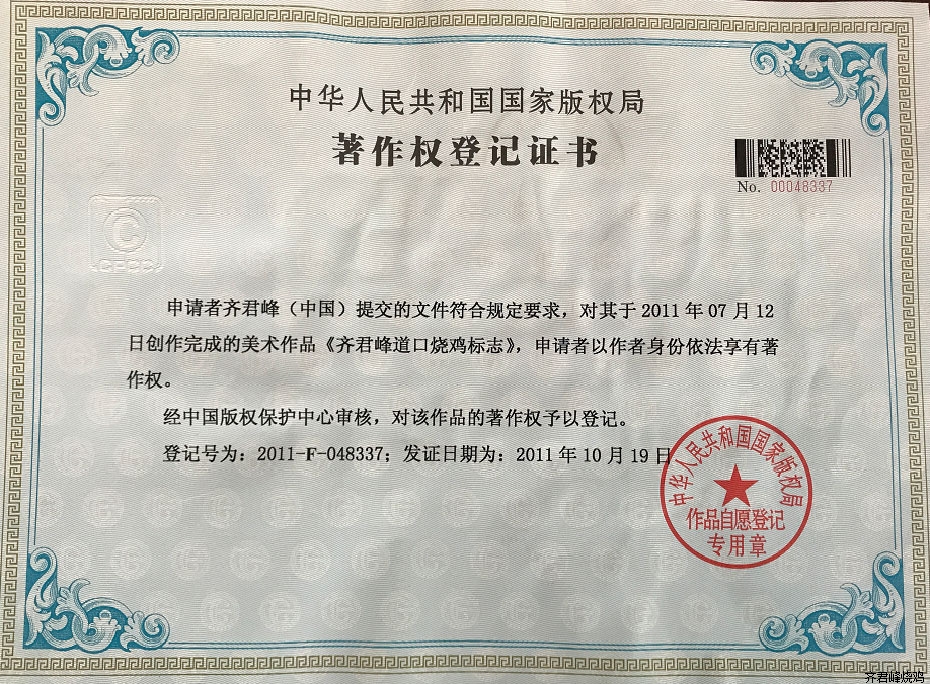 中华人民共和国国家版权局
著作权登记证书
No. 00048337
CPCC
申请者齐君峰（中国）提交的文件符合规定要求，对其于 2011 年 07 月 12
日创作完成的美术作品《齐君峰道口烧鸡标志》，申请者以作者身份依法享有著
作权。
经中国版权保护中心审核，对该作品的著作权予以登记。
登记号为：2011-F-048337；发证日期为：2011 年 10 月 19 日
中华人民共和国国家版权局
作品自愿登记
专用章
齐君峰烧鸡